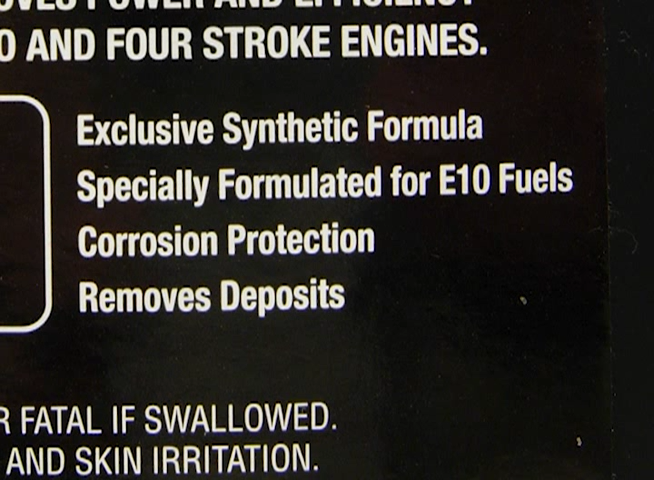 POWER AND EFFICIENCY
AND FOUR STROKE ENGINES.
Exclusive Synthetic Formula
Specially Formulated for E10 Fuels
Corrosion Protection
Removes Deposits
FATAL IF SWALLOWED.
AND SKIN IRRITATION.